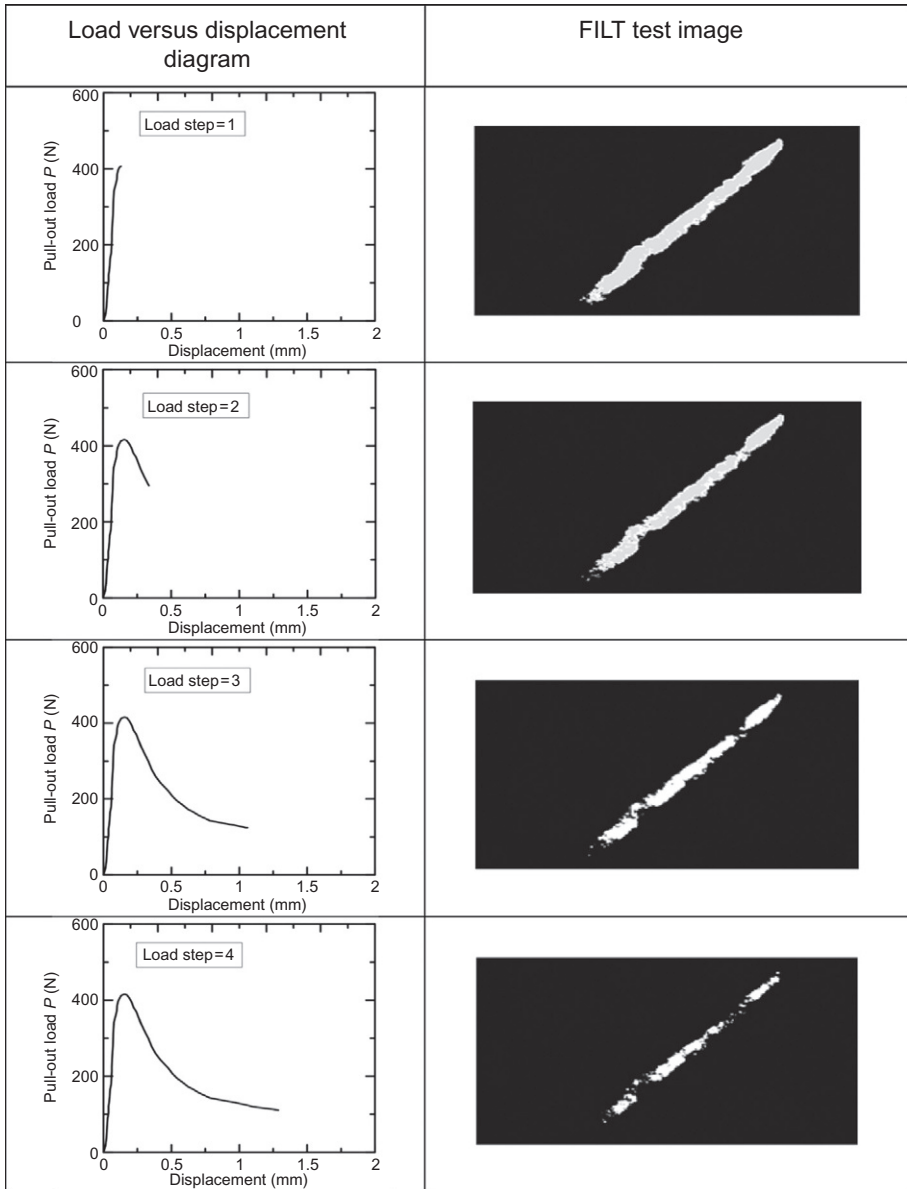 Load versus displacement
diagram
FILT test image
600
400
200
0
Pull-out load P (N)
Load step=1
0 0.5 1 1.5 2
Displacement (mm)
600
400
200
0
Pull-out load P (N)
Load step=2
0 0.5 1 1.5 2
Displacement (mm)
600
400
200
0
Pull-out load P (N)
Load step=3
0 0.5 1 1.5 2
Displacement (mm)
600
400
200
0
Pull-out load P (N)
Load step=4
0 0.5 1 1.5 2
Displacement (mm)